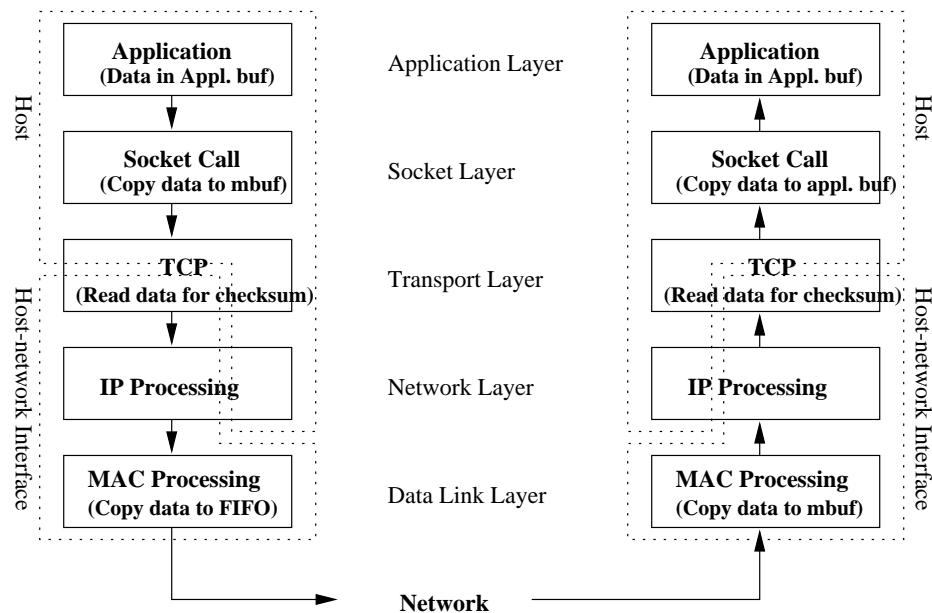 Application
(Data in Appl. buf)
Socket Call
(Copy data to mbuf)
TCP
(Read data for checksum)
IP Processing
MAC Processing
(Copy data to FIFO)
Host
Host-network Interface
Application Layer
Socket Layer
Transport Layer
Network Layer
Data Link Layer
Network
Application
(Data in Appl. buf)
Socket Call
(Copy data to appl. buf)
TCP
(Read data for checksum)
IP Processing
MAC Processing
(Copy data to mbuf)
Host
Host-network Interface